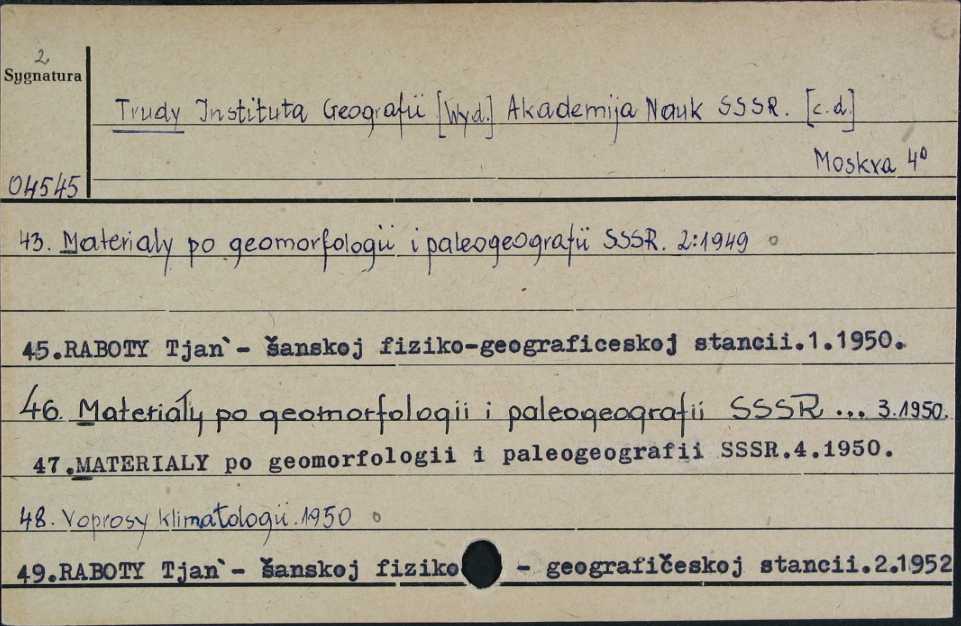 2
Sygnatura
Trudy Instituta Geografii [Wyd.] Akademija Nauk SSSR. [c.d.]
Moskva 4°
04545
43. Materialy po geomorfologii i paleogeografii SSSR. 2:1949
45.RABOTY Tjan`- šanskoj fiziko-geograficeskoj stancii.1.1950.
46. Materiały po geomorfologii i paleogeografii SSSR ... 3.1950.
47.MATERIALY po geomorfologii i paleogeografii SSSR.4.1950.
48. Voprosy klimatologii.1950
49.RABOTY Tjan`- šanskoj fiziko - geografičeskoj stancii.2.1952